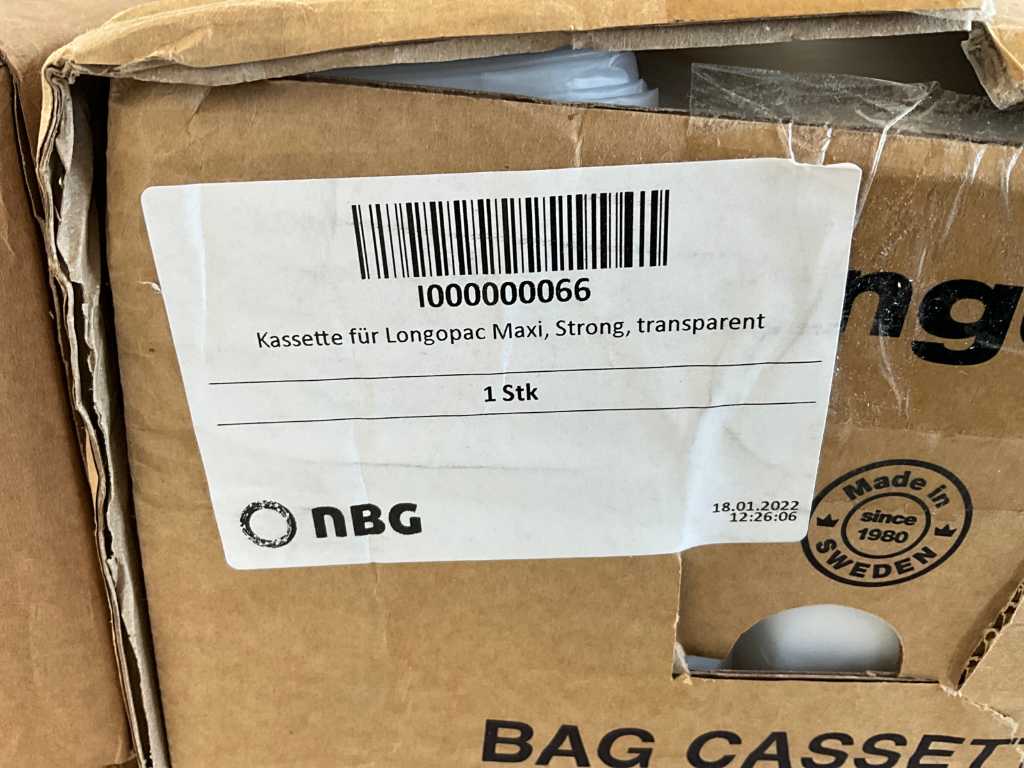 I000000066
Kassette für Longopac Maxi, Strong, transparent
1 Stk
NBG
18.01.2022
12:26:06
Made in
since
1980
SWEDEN
BAG